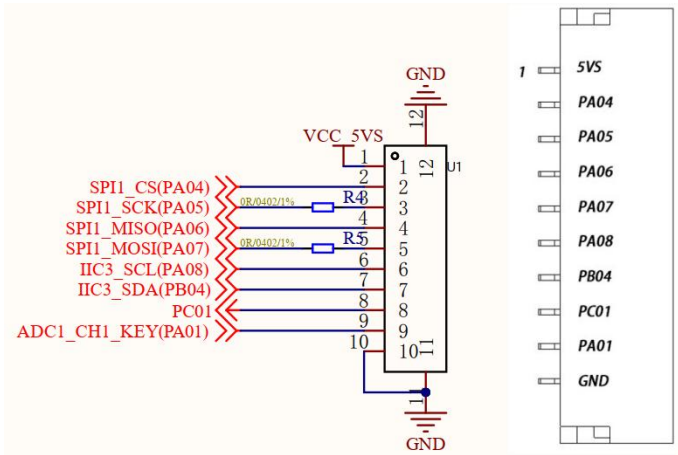 GND
12
VCC_5VS
U1
1
1
12
SPI1_CS(PA04)
2
2
SPI1_SCK(PA05)
0R/0402/1%
R4
3
3
SPI1_MISO(PA06)
4
4
SPI1_MOSI(PA07)
0R/0402/1%
R5
5
5
IIC3_SCL(PA08)
6
6
IIC3_SDA(PB04)
7
7
PC01
8
8
ADC1_CH1_KEY(PA01)
9
9
10
10
11
11
GND
1
5VS
PA04
PA05
PA06
PA07
PA08
PB04
PC01
PA01
GND